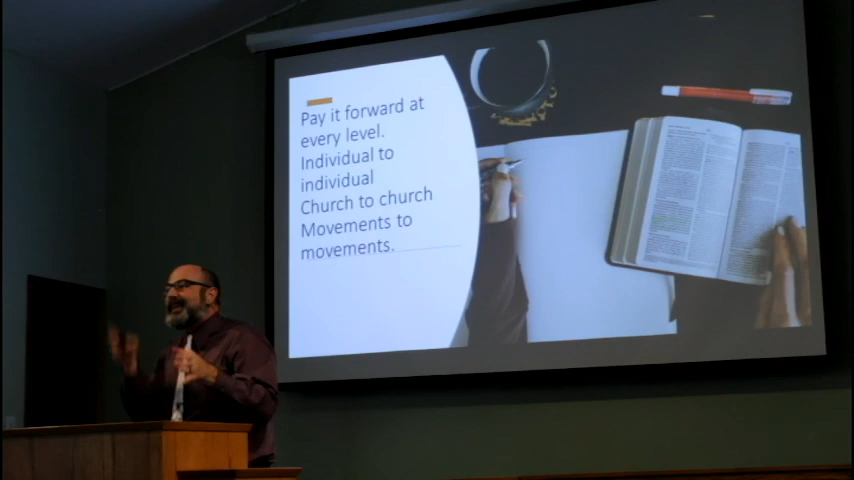 Pay it forward at
every level.
Individual to
individual
Church to church
Movements to
movements.